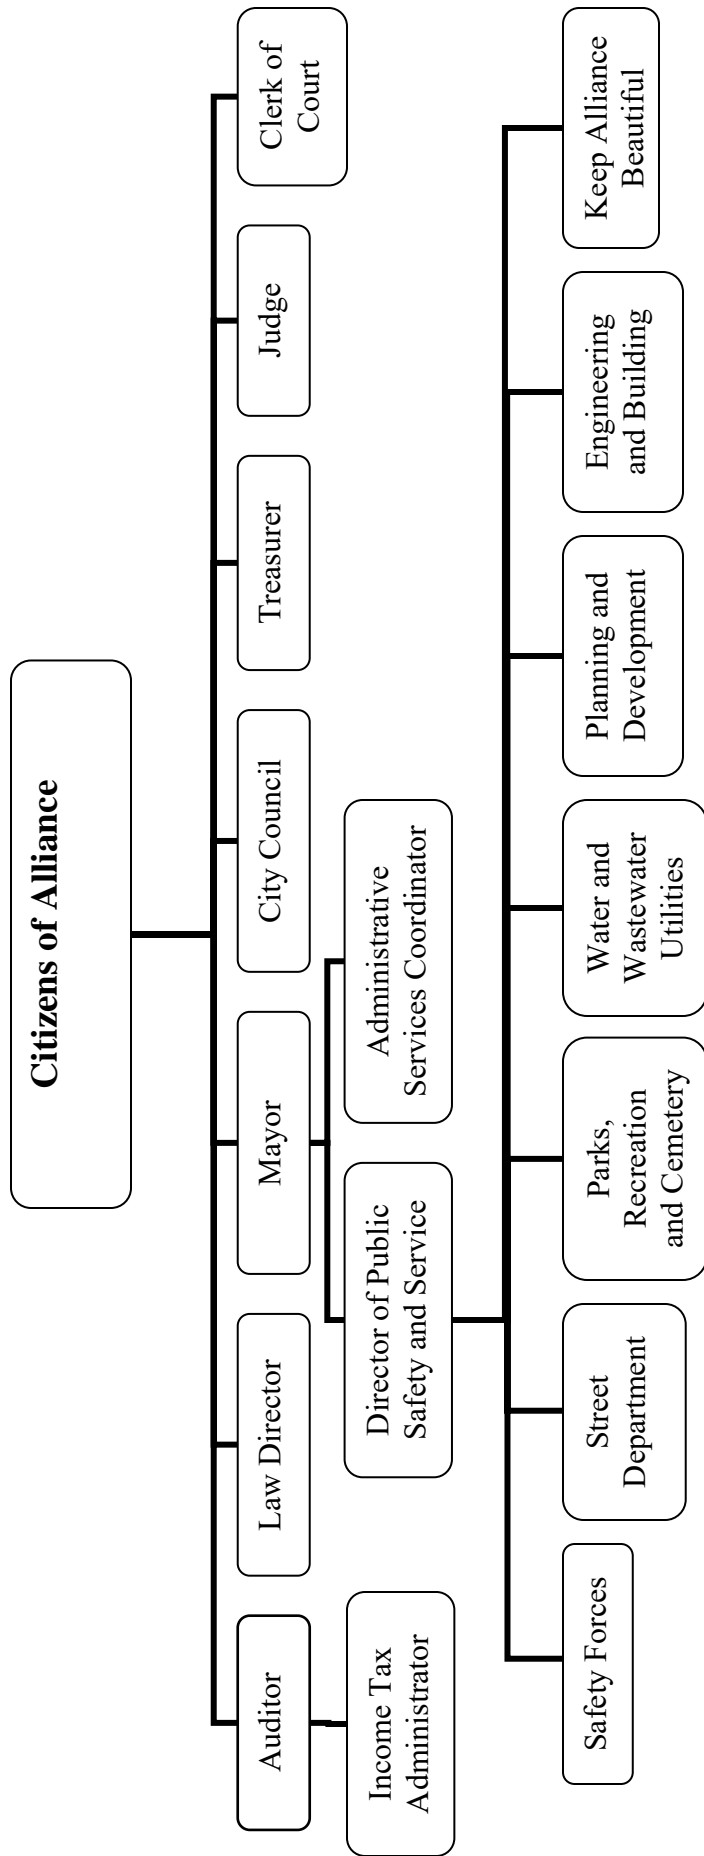 Citizens of Alliance
Auditor
Law Director
Mayor
City Council
Treasurer
Judge
Clerk of
Court
Income Tax
Administrator
Director of Public
Safety and Service
Administrative
Services Coordinator
Safety Forces
Street
Department
Parks,
Recreation
and Cemetery
Water and
Wastewater
Utilities
Planning and
Development
Engineering
and Building
Keep Alliance
Beautiful